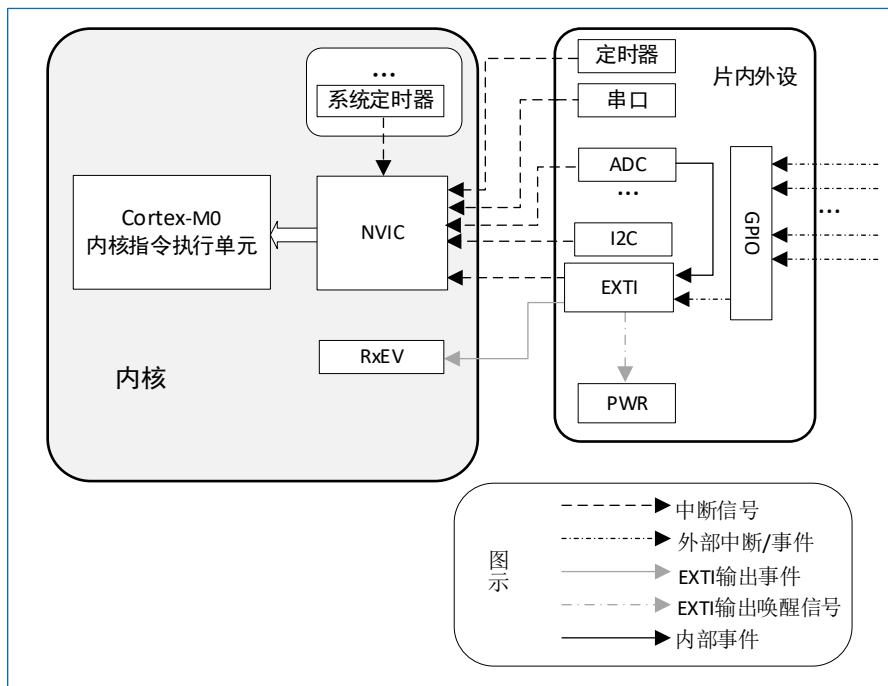 ...
系统定时器
Cortex-M0
内核指令执行单元
NVIC
RxEV
内核
定时器
串口
片内外设
ADC
...
I2C
EXTI
PWR
GPIO
...
图示
中断信号
外部中断/事件
EXTI输出事件
EXTI输出唤醒信号
内部事件